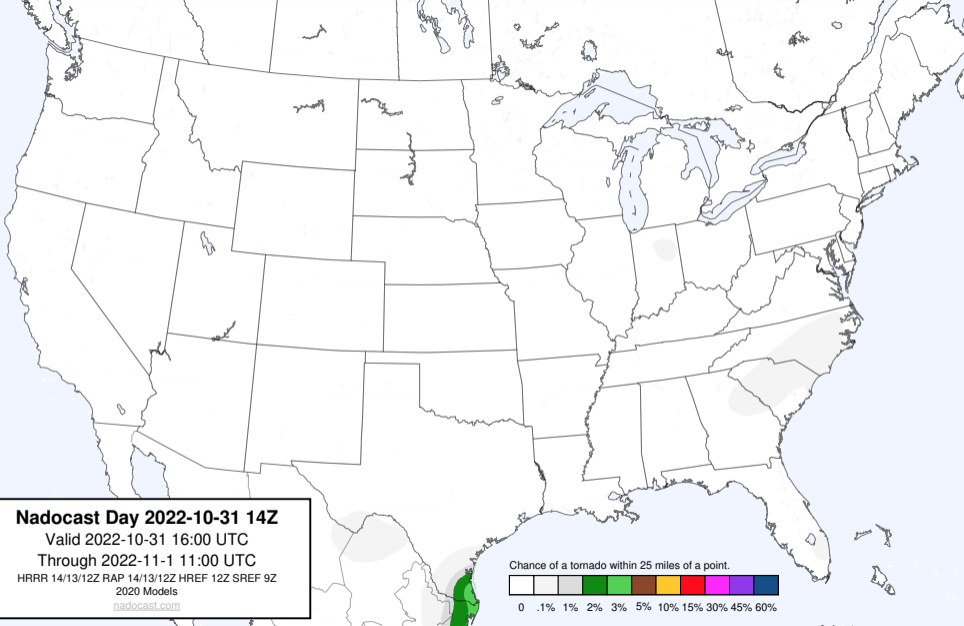 Nadocast Day 2022-10-31 14Z
Valid 2022-10-31 16:00 UTC
Through 2022-11-1 11:00 UTC
HRRR 14/13/12Z RAP 14/13/12Z HREF 12Z SREF 9Z
2020 Models
nadocast.com
Chance of a tornado within 25 miles of a point.
0 .1% 1% 2% 3% 5% 10% 15% 30% 45% 60%